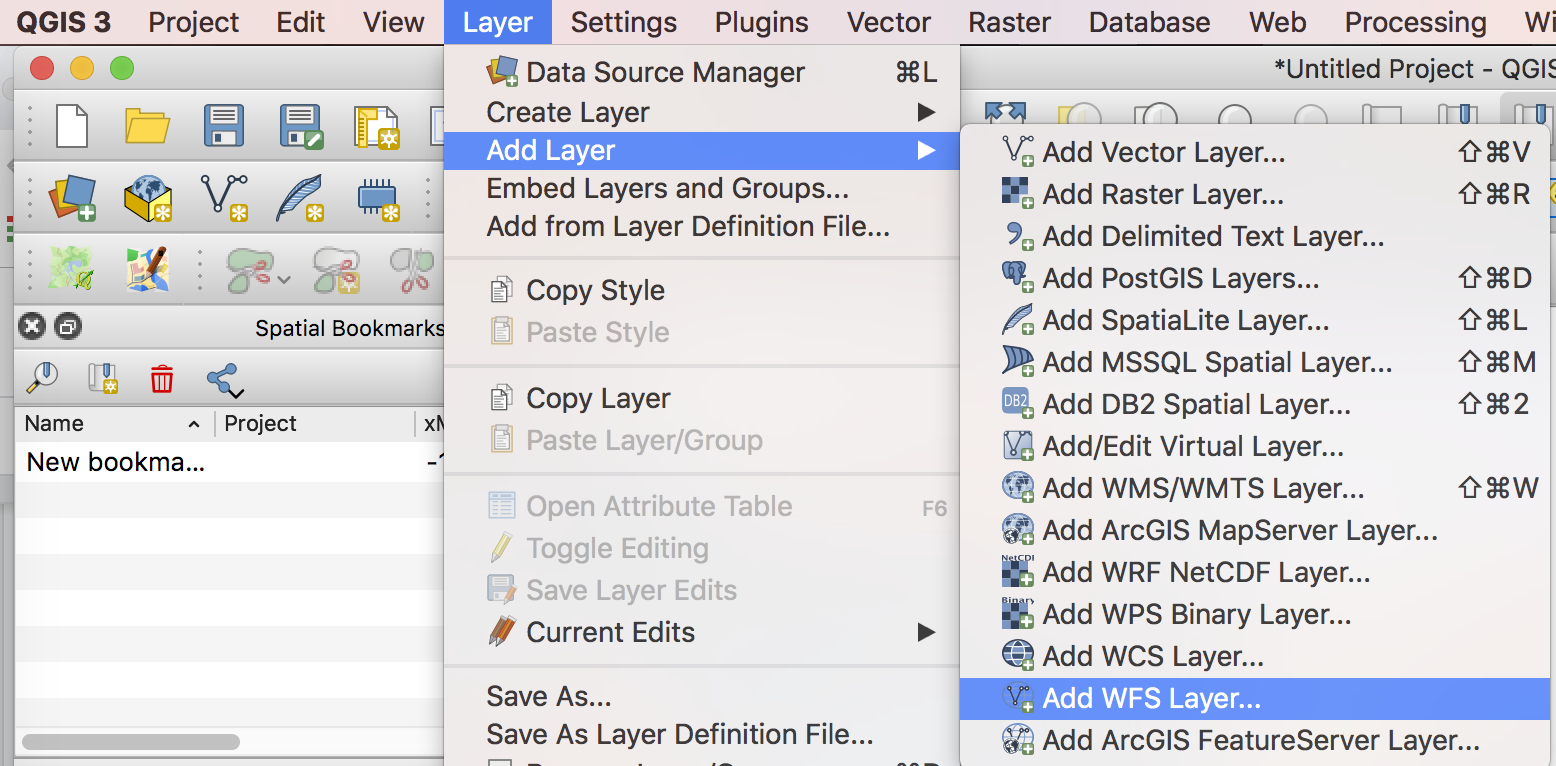 QGIS 3 Project Edit View Layer Settings Plugins Vector Raster Database Web Processing
*Untitled Project - QGIS
Spatial Bookmarks
Name Project
New bookma...
Data Source Manager ⌘L
Create Layer
Add Layer
Embed Layers and Groups...
Add from Layer Definition File...
Copy Style
Paste Style
Copy Layer
Paste Layer/Group
Open Attribute Table F6
Toggle Editing
Save Layer Edits
Current Edits
Save As...
Save As Layer Definition File...
Add Vector Layer... ⇧⌘V
Add Raster Layer... ⇧⌘R
Add Delimited Text Layer...
Add PostGIS Layers... ⇧⌘D
Add SpatiaLite Layer... ⇧⌘L
Add MSSQL Spatial Layer... ⇧⌘M
DB2 Add DB2 Spatial Layer... ⇧⌘2
Add/Edit Virtual Layer...
Add WMS/WMTS Layer... ⇧⌘W
Add ArcGIS MapServer Layer...
Add WRF NetCDF Layer...
Binary Add WPS Binary Layer...
Add WCS Layer...
Add WFS Layer...
Add ArcGIS FeatureServer Layer...